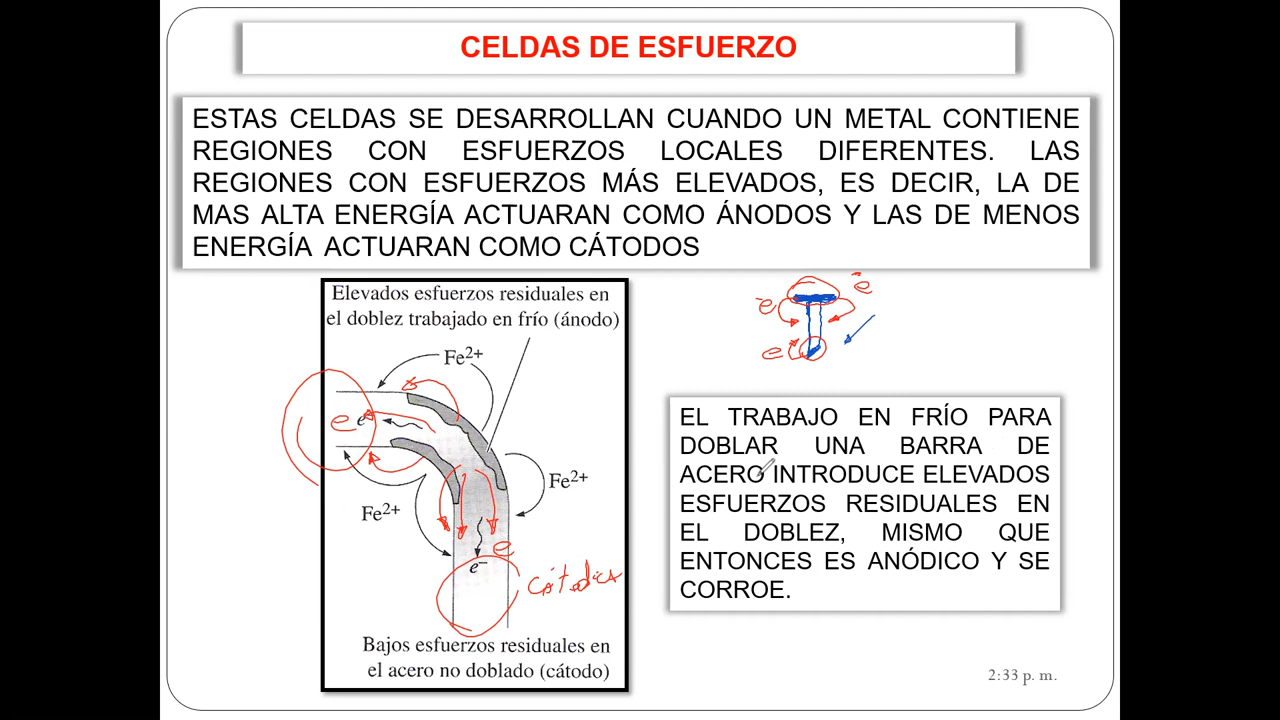 CELDAS DE ESFUERZO
ESTAS CELDAS SE DESARROLLAN CUANDO UN METAL CONTIENE
REGIONES CON ESFUERZOS LOCALES DIFERENTES. LAS
REGIONES CON ESFUERZOS MÁS ELEVADOS, ES DECIR, LA DE
MAS ALTA ENERGÍA ACTUARAN COMO ÁNODOS Y LAS DE MENOS
ENERGÍA ACTUARAN COMO CÁTODOS
Elevados esfuerzos residuales en
el doblez trabajado en frío (ánodo)
Fe2+
e e-
Fe2+
Fe2+
e
e-
cátodica
Bajos esfuerzos residuales en
el acero no doblado (cátodo)
e
e
e
EL TRABAJO EN FRÍO PARA
DOBLAR UNA BARRA DE
ACERO INTRODUCE ELEVADOS
ESFUERZOS RESIDUALES EN
EL DOBLEZ, MISMO QUE
ENTONCES ES ANÓDICO Y SE
CORROE.
2:33 p. m.